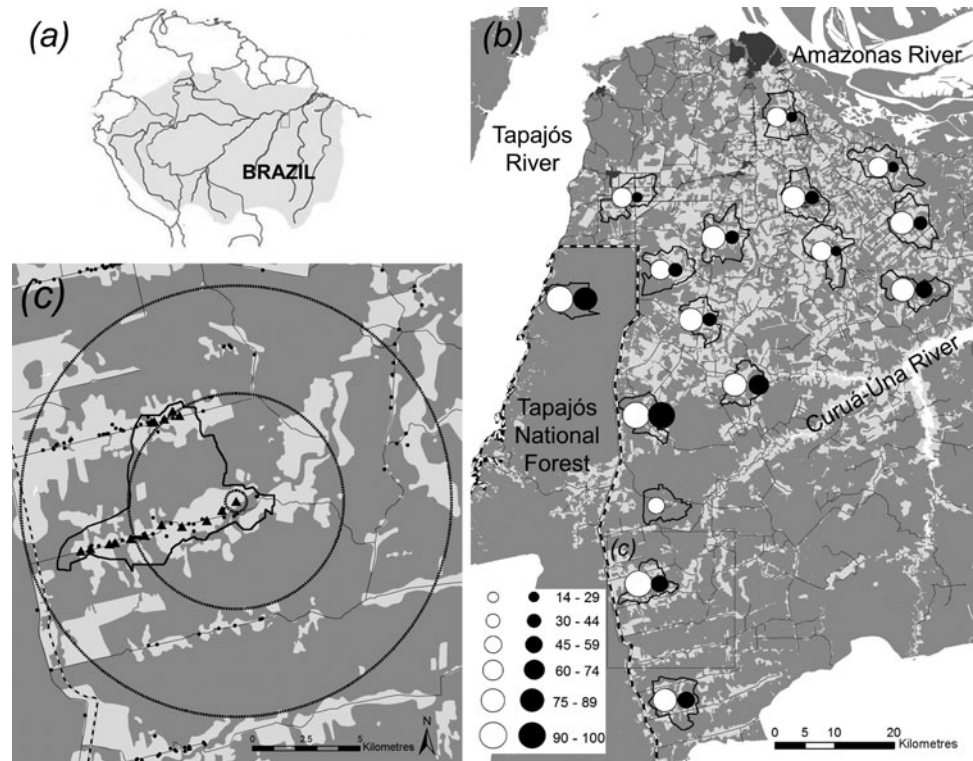 (a)
BRAZIL
(b)
Amazonas River
Tapajós
River
Curuá-Una River
Tapajós
National
Forest
(c)
14 - 29
30 - 44
45 - 59
60 - 74
75 - 89
90 - 100
0 5 10 20
Kilometres
(c)
N
0 2.5 5
Kilometres